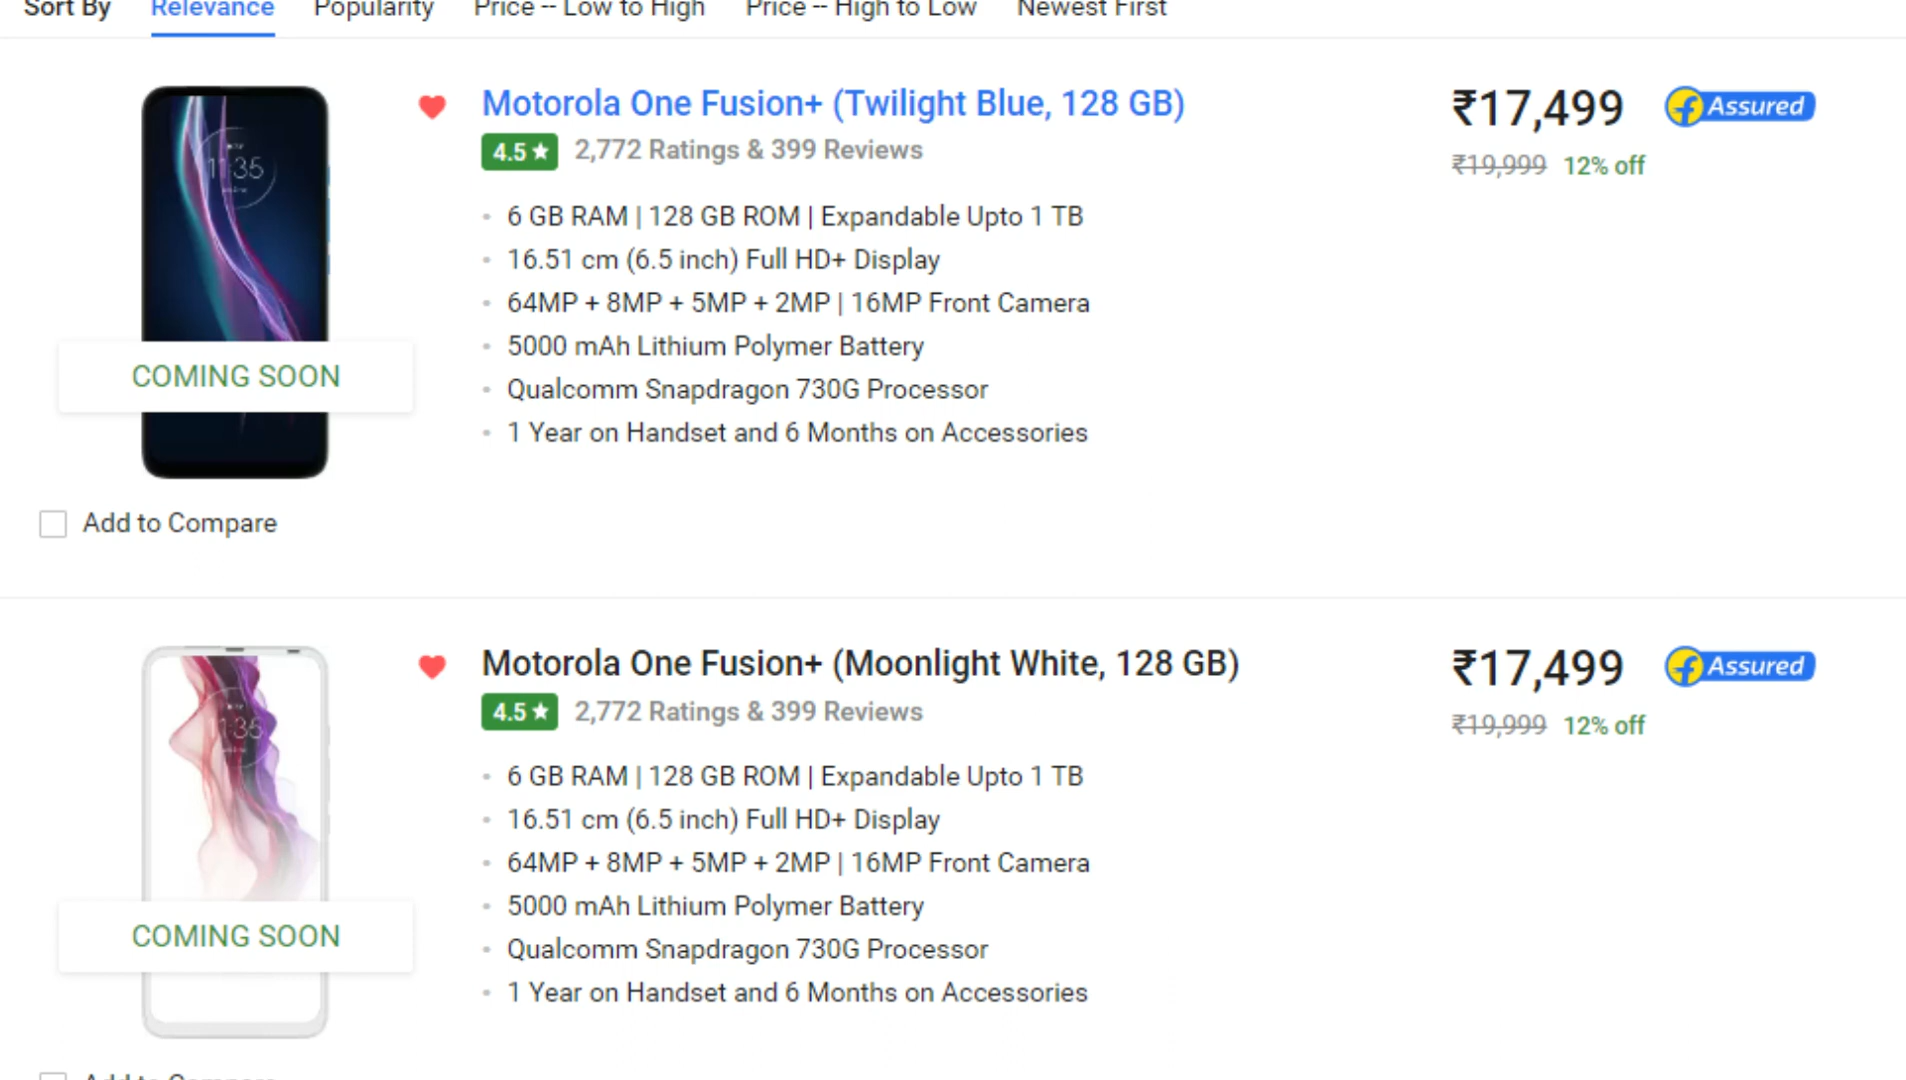 Sort By Relevance Popularity Price -- Low to High Price -- High to Low Newest First
Motorola One Fusion+ (Twilight Blue, 128 GB)
₹17,499 Assured
4.5★ 2,772 Ratings & 399 Reviews
₹19,999 12% off
11:35
6 GB RAM | 128 GB ROM | Expandable Upto 1 TB
16.51 cm (6.5 inch) Full HD+ Display
64MP + 8MP + 5MP + 2MP | 16MP Front Camera
5000 mAh Lithium Polymer Battery
COMING SOON
Qualcomm Snapdragon 730G Processor
1 Year on Handset and 6 Months on Accessories
Add to Compare
Motorola One Fusion+ (Moonlight White, 128 GB)
₹17,499 Assured
4.5★ 2,772 Ratings & 399 Reviews
₹19,999 12% off
11:35
6 GB RAM | 128 GB ROM | Expandable Upto 1 TB
16.51 cm (6.5 inch) Full HD+ Display
64MP + 8MP + 5MP + 2MP | 16MP Front Camera
5000 mAh Lithium Polymer Battery
COMING SOON
Qualcomm Snapdragon 730G Processor
1 Year on Handset and 6 Months on Accessories
Add to Compare